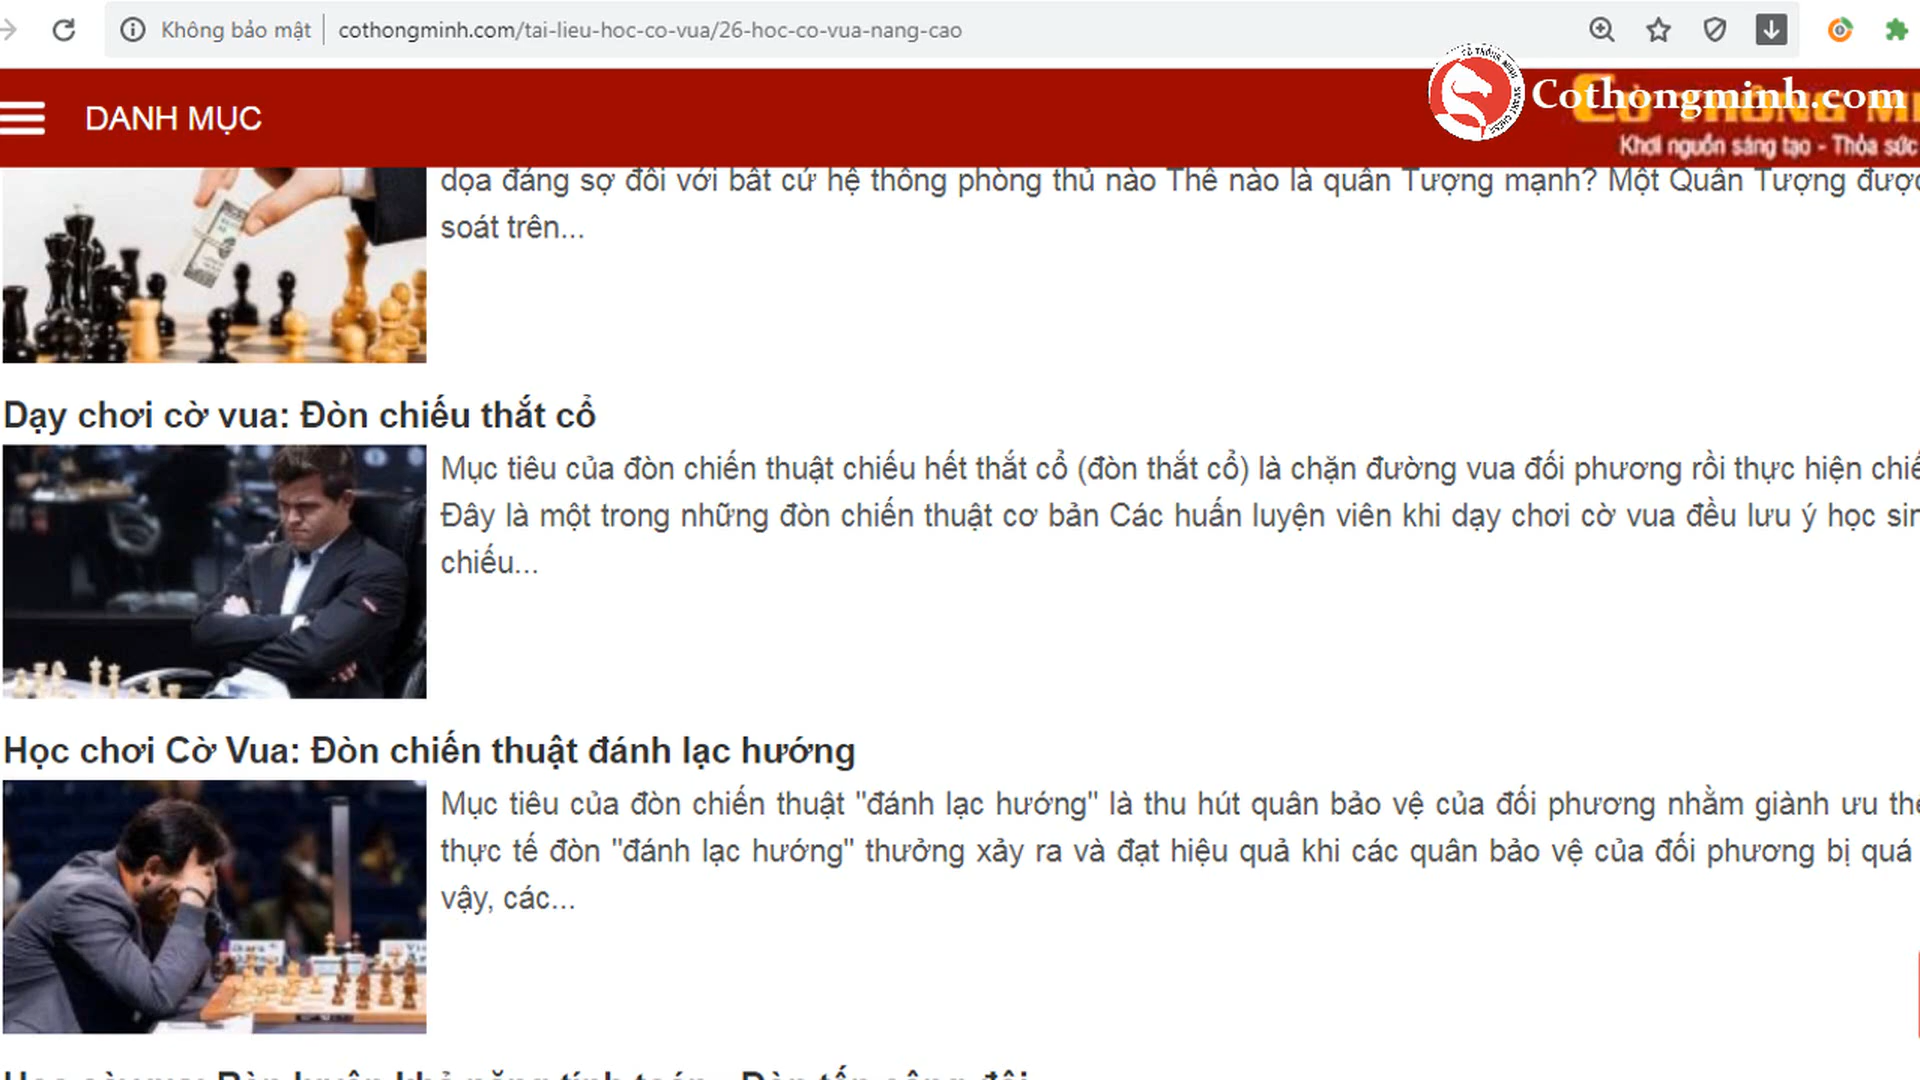 Không bảo mật | cothongminh.com/tai-lieu-hoc-co-vua/26-hoc-co-vua-nang-cao
DANH MỤC
Cothongminh.com
Khơi nguồn sáng tạo - Thỏa sức
dọa đáng sợ đối với bất cứ hệ thống phòng thủ nào Thế nào là quân Tượng mạnh? Một Quân Tượng được
soát trên...
Dạy chơi cờ vua: Đòn chiếu thắt cổ
Mục tiêu của đòn chiến thuật chiếu hết thắt cổ (đòn thắt cổ) là chặn đường vua đối phương rồi thực hiện
Đây là một trong những đòn chiến thuật cơ bản Các huấn luyện viên khi dạy chơi cờ vua đều lưu ý học
chiếu...
Học chơi Cờ Vua: Đòn chiến thuật đánh lạc hướng
Mục tiêu của đòn chiến thuật "đánh lạc hướng" là thu hút quân bảo vệ của đối phương nhằm giành ưu
thực tế đòn "đánh lạc hướng" thưởng xảy ra và đạt hiệu quả khi các quân bảo vệ của đối phương bị quá
vậy, các...